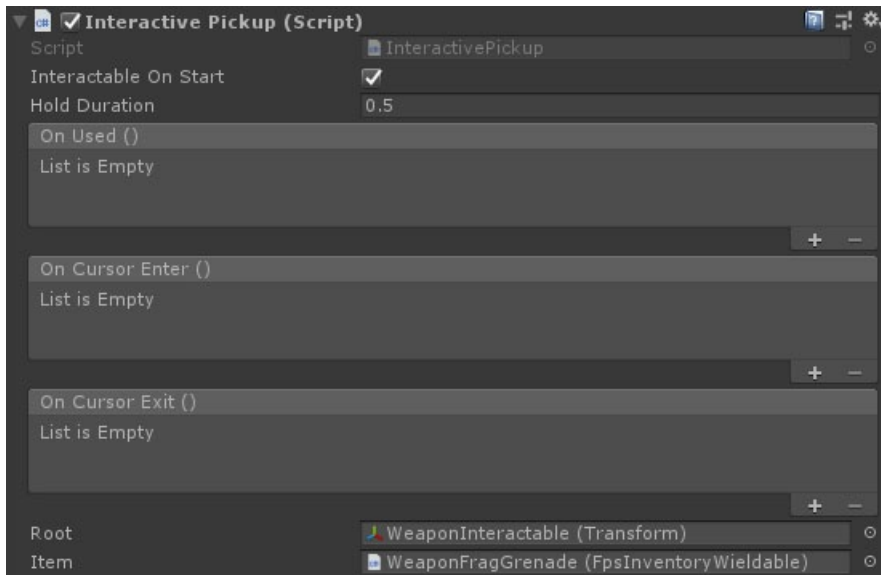 Interactive Pickup (Script)
Script InteractivePickup
Interactable On Start
Hold Duration 0.5
On Used ()
List is Empty
+ −
On Cursor Enter ()
List is Empty
+ −
On Cursor Exit ()
List is Empty
+ −
Root WeaponInteractable (Transform)
Item WeaponFragGrenade (FpsInventoryWieldable)